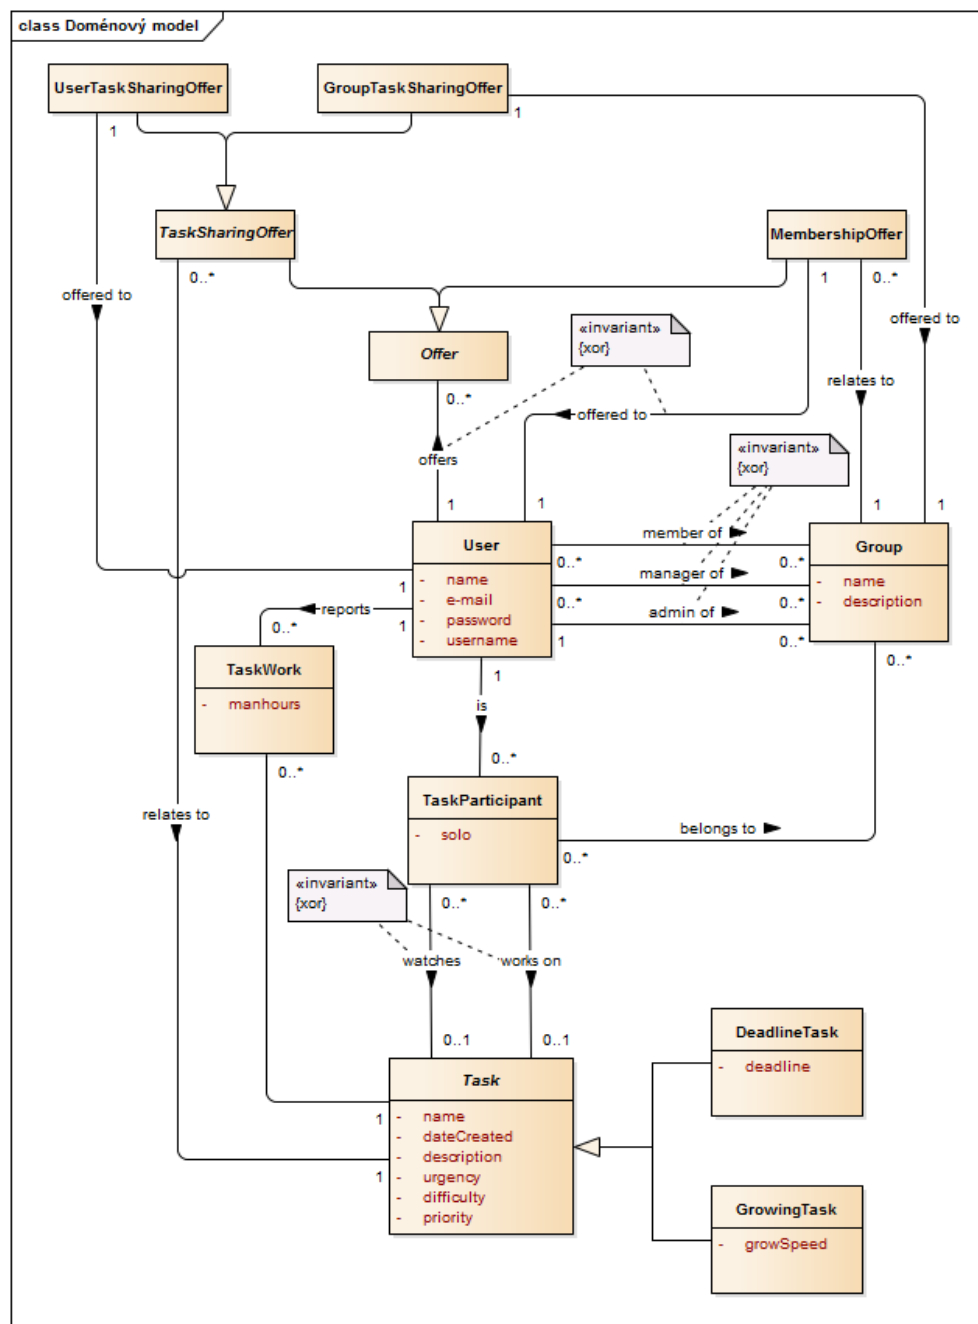 class Doménový model
UserTaskSharingOffer
GroupTaskSharingOffer
1
1
TaskSharingOffer
MembershipOffer
0..*
1
0..*
offered to
«invariant»
{xor}
offered to
Offer
0..*
relates to
offered to
offers
«invariant»
{xor}
1
1
1
1
User
- name
- e-mail
- password
- username
member of
0..*
0..*
manager of
0..*
0..*
admin of
1
0..*
Group
- name
- description
1
reports
1
0..*
0..*
TaskWork
- manhours
1
is
0..*
0..*
TaskParticipant
- solo
relates to
belongs to
0..*
«invariant»
{xor}
0..*
0..*
watches
works on
0..1
0..1
DeadlineTask
- deadline
Task
- name
- dateCreated
- description
- urgency
- difficulty
- priority
1
1
GrowingTask
- growSpeed